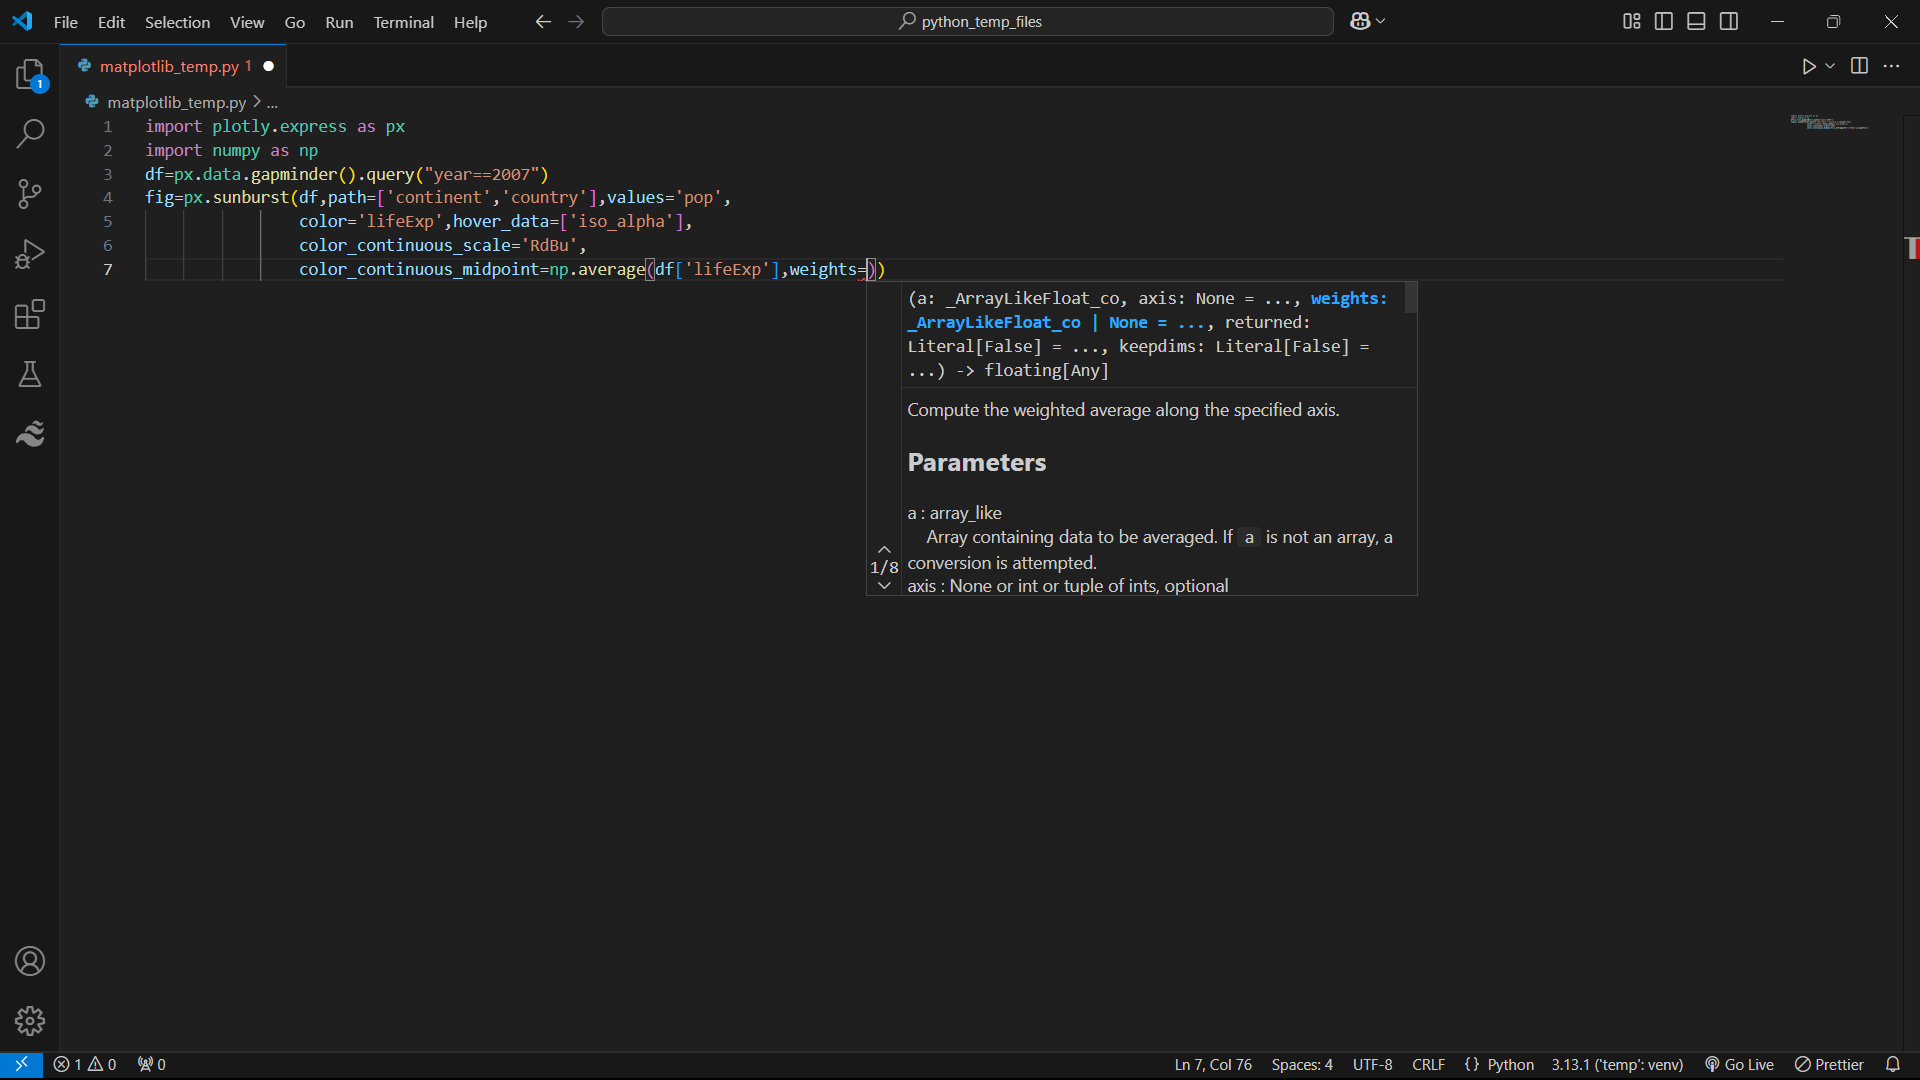 File Edit Selection View Go Run Terminal Help
python_temp_files
1
matplotlib_temp.py 1
matplotlib_temp.py > ...
1 import plotly.express as px
2 import numpy as np
3 df=px.data.gapminder().query("year==2007")
4 fig=px.sunburst(df,path=['continent','country'],values='pop',
5 color='lifeExp',hover_data=['iso_alpha'],
6 color_continuous_scale='RdBu',
7 color_continuous_midpoint=np.average(df['lifeExp'],weights=))
(a: _ArrayLikeFloat_co, axis: None = ..., weights:
_ArrayLikeFloat_co | None = ..., returned:
Literal[False] = ..., keepdims: Literal[False] =
...) -> floating[Any]
Compute the weighted average along the specified axis.
Parameters
a : array_like
Array containing data to be averaged. If a is not an array, a
conversion is attempted.
axis : None or int or tuple of ints, optional
1/8
1 0 0
Ln 7, Col 76 Spaces: 4 UTF-8 CRLF {} Python 3.13.1 ('temp': venv) Go Live Prettier